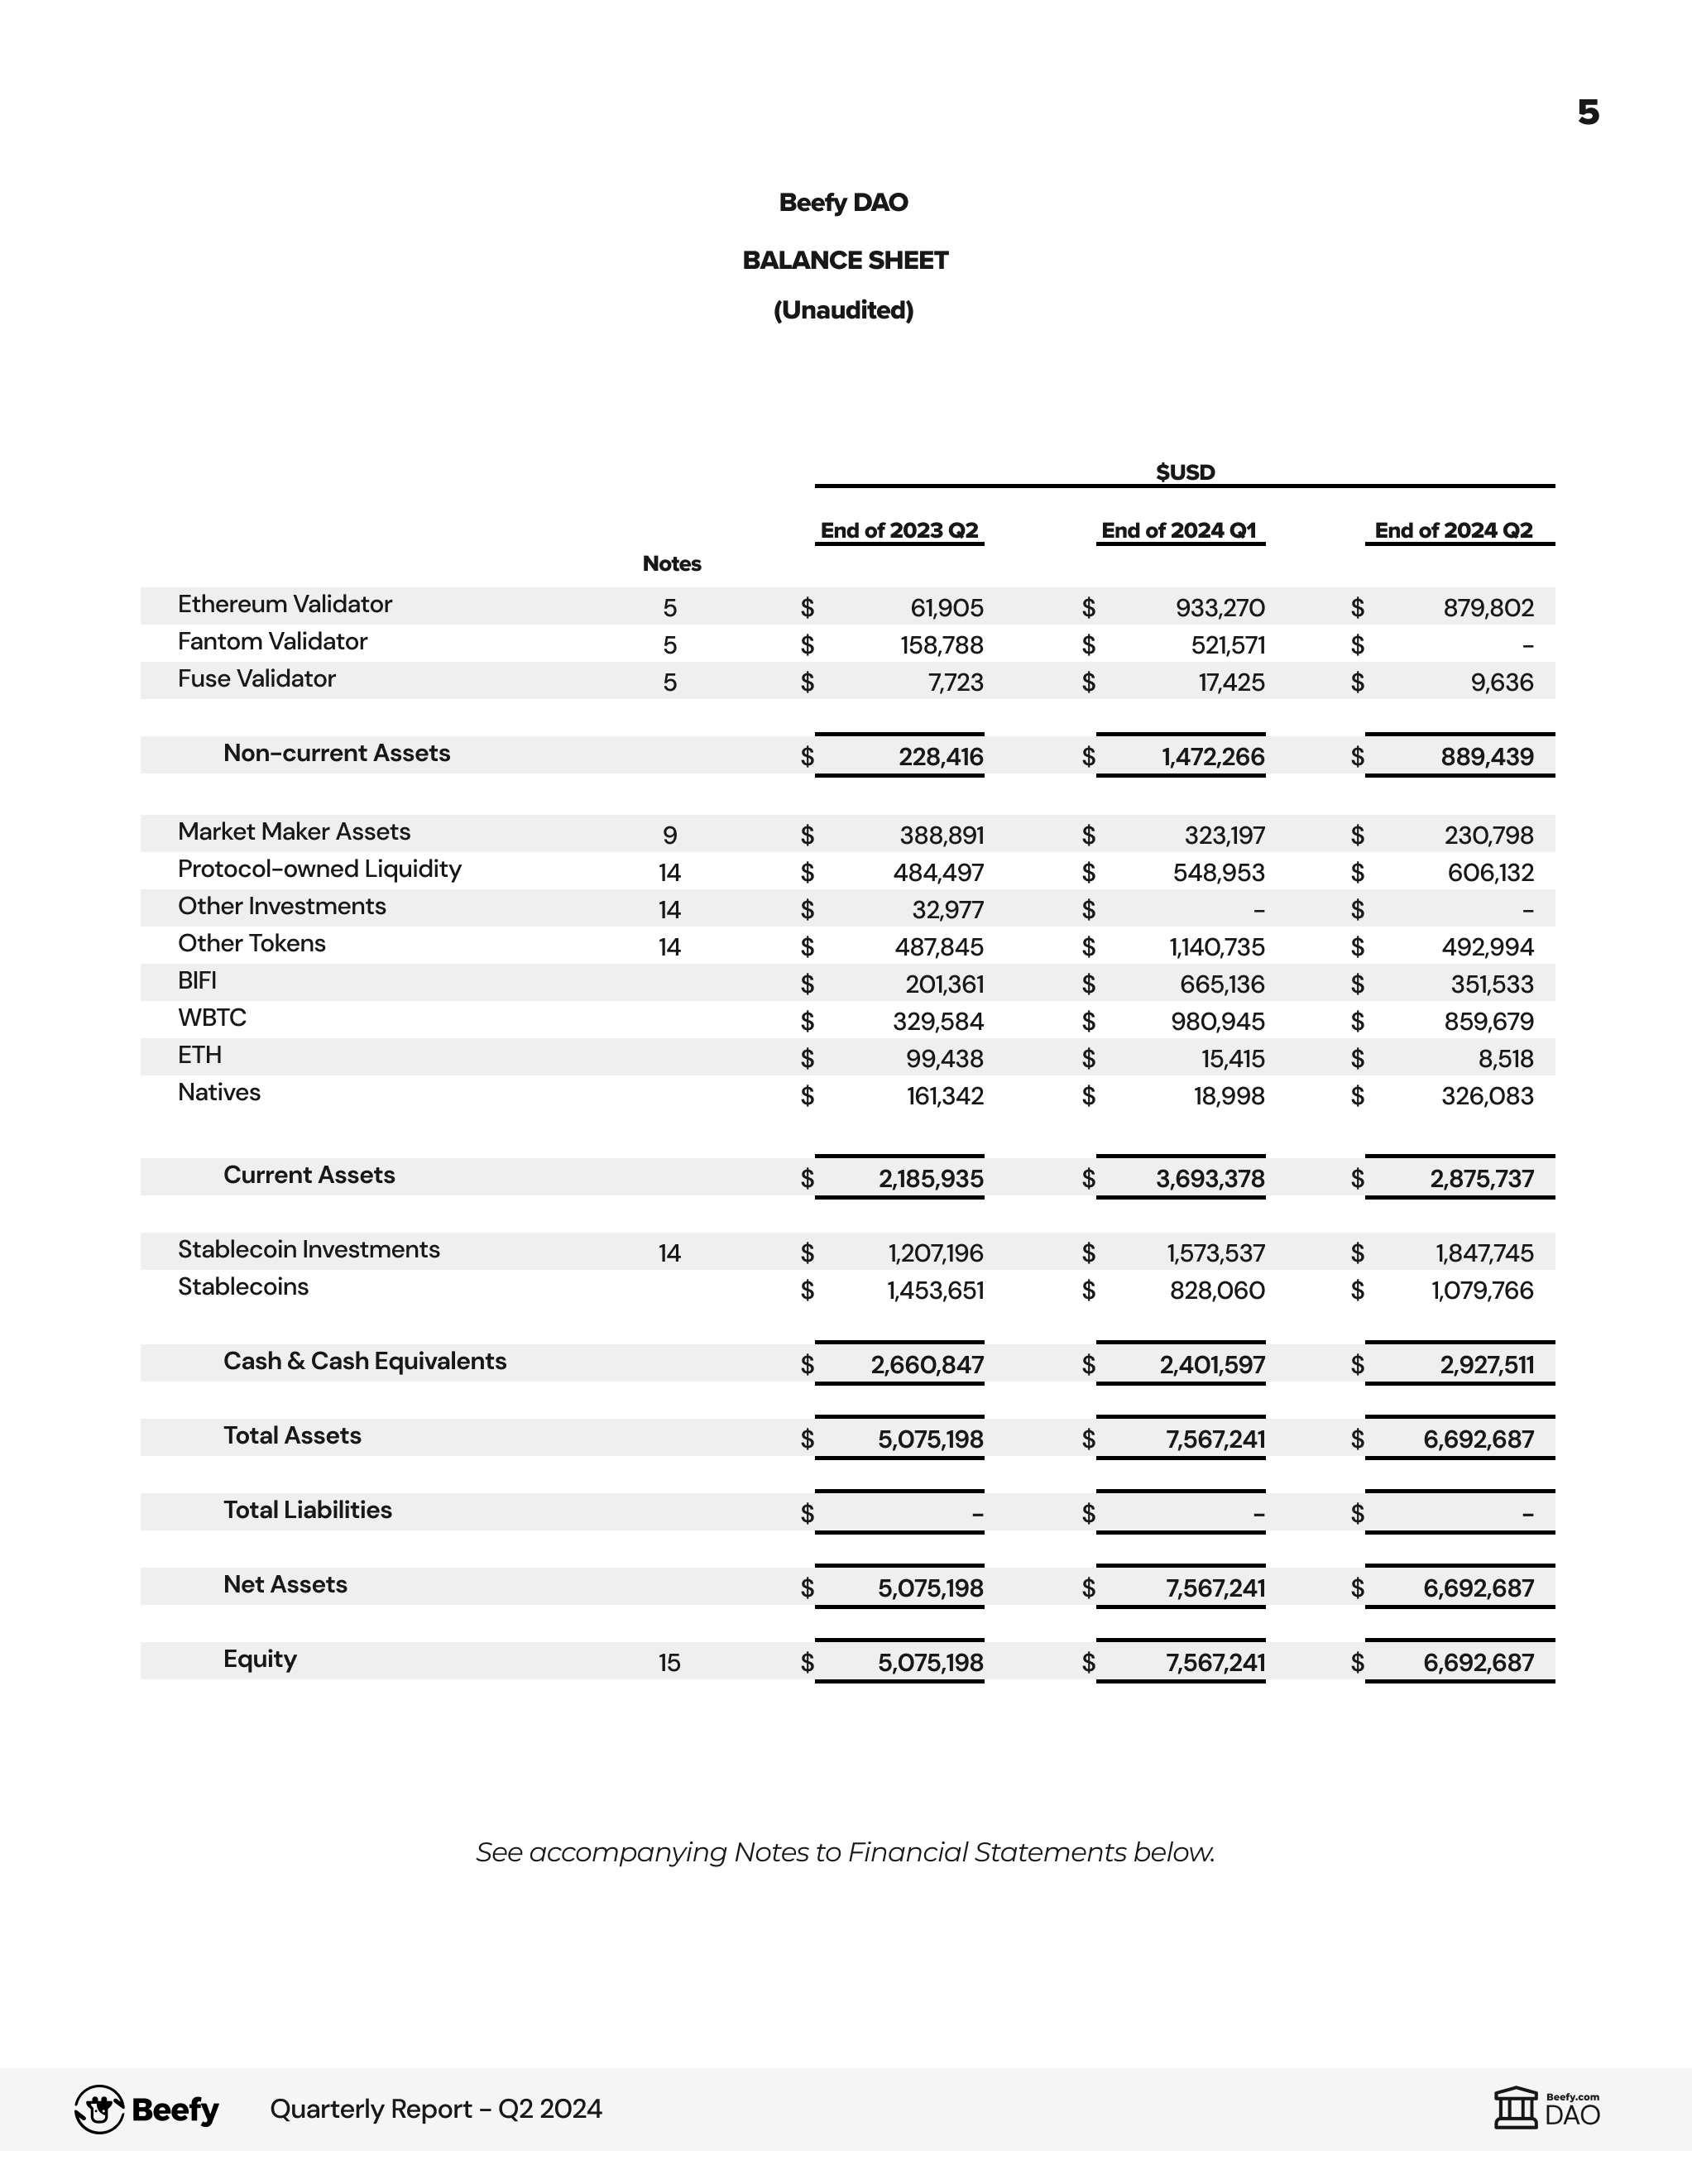 5
Beefy DAO
BALANCE SHEET
(Unaudited)
$USD
End of 2023 Q2 End of 2024 Q1 End of 2024 Q2
Notes
Ethereum Validator 5 $ 61,905 $ 933,270 $ 879,802
Fantom Validator 5 $ 158,788 $ 521,571 $ -
Fuse Validator 5 $ 7,723 $ 17,425 $ 9,636
Non-current Assets $ 228,416 $ 1,472,266 $ 889,439
Market Maker Assets 9 $ 388,891 $ 323,197 $ 230,798
Protocol-owned Liquidity 14 $ 484,497 $ 548,953 $ 606,132
Other Investments 14 $ 32,977 $ - $ -
Other Tokens 14 $ 487,845 $ 1,140,735 $ 492,994
BIFI $ 201,361 $ 665,136 $ 351,533
WBTC $ 329,584 $ 980,945 $ 859,679
ETH $ 99,438 $ 15,415 $ 8,518
Natives $ 161,342 $ 18,998 $ 326,083
Current Assets $ 2,185,935 $ 3,693,378 $ 2,875,737
Stablecoin Investments 14 $ 1,207,196 $ 1,573,537 $ 1,847,745
Stablecoins $ 1,453,651 $ 828,060 $ 1,079,766
Cash & Cash Equivalents $ 2,660,847 $ 2,401,597 $ 2,927,511
Total Assets $ 5,075,198 $ 7,567,241 $ 6,692,687
Total Liabilities $ - $ - $ -
Net Assets $ 5,075,198 $ 7,567,241 $ 6,692,687
Equity 15 $ 5,075,198 $ 7,567,241 $ 6,692,687
See accompanying Notes to Financial Statements below.
Beefy Quarterly Report - Q2 2024
Beefy.com
DAO